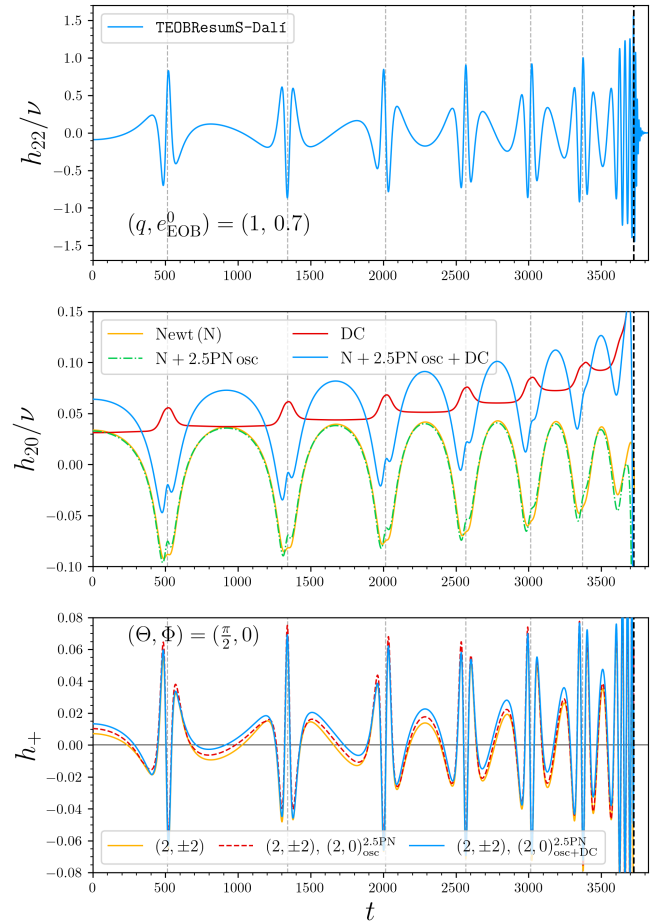 TEOBResumS-Dalí
h₂₂/ν
1.5
1.0
0.5
0.0
−0.5
−1.0
−1.5
(q, e⁰_EOB) = (1, 0.7)
0 500 1000 1500 2000 2500 3000 3500
h₂₀/ν
0.15
0.10
0.05
0.00
−0.05
−0.10
Newt (N) DC
N + 2.5PN osc N + 2.5PN osc + DC
0 500 1000 1500 2000 2500 3000 3500
h₊
0.08
0.06
0.04
0.02
0.00
−0.02
−0.04
−0.06
−0.08
(Θ, Φ) = (π/2, 0)
(2, ±2) (2, ±2), (2, 0)^2.5PN_osc (2, ±2), (2, 0)^2.5PN_osc+DC
0 500 1000 1500 2000 2500 3000 3500
t